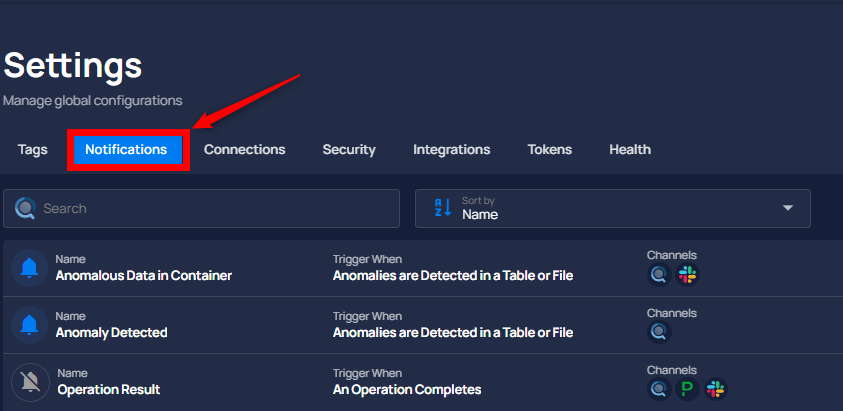 Settings
Manage global configurations
Tags Notifications Connections Security Integrations Tokens Health
Search
Sort by
Name
Name Trigger When Channels
Anomalous Data in Container Anomalies are Detected in a Table or File
Name Trigger When Channels
Anomaly Detected Anomalies are Detected in a Table or File
Name Trigger When Channels
Operation Result An Operation Completes